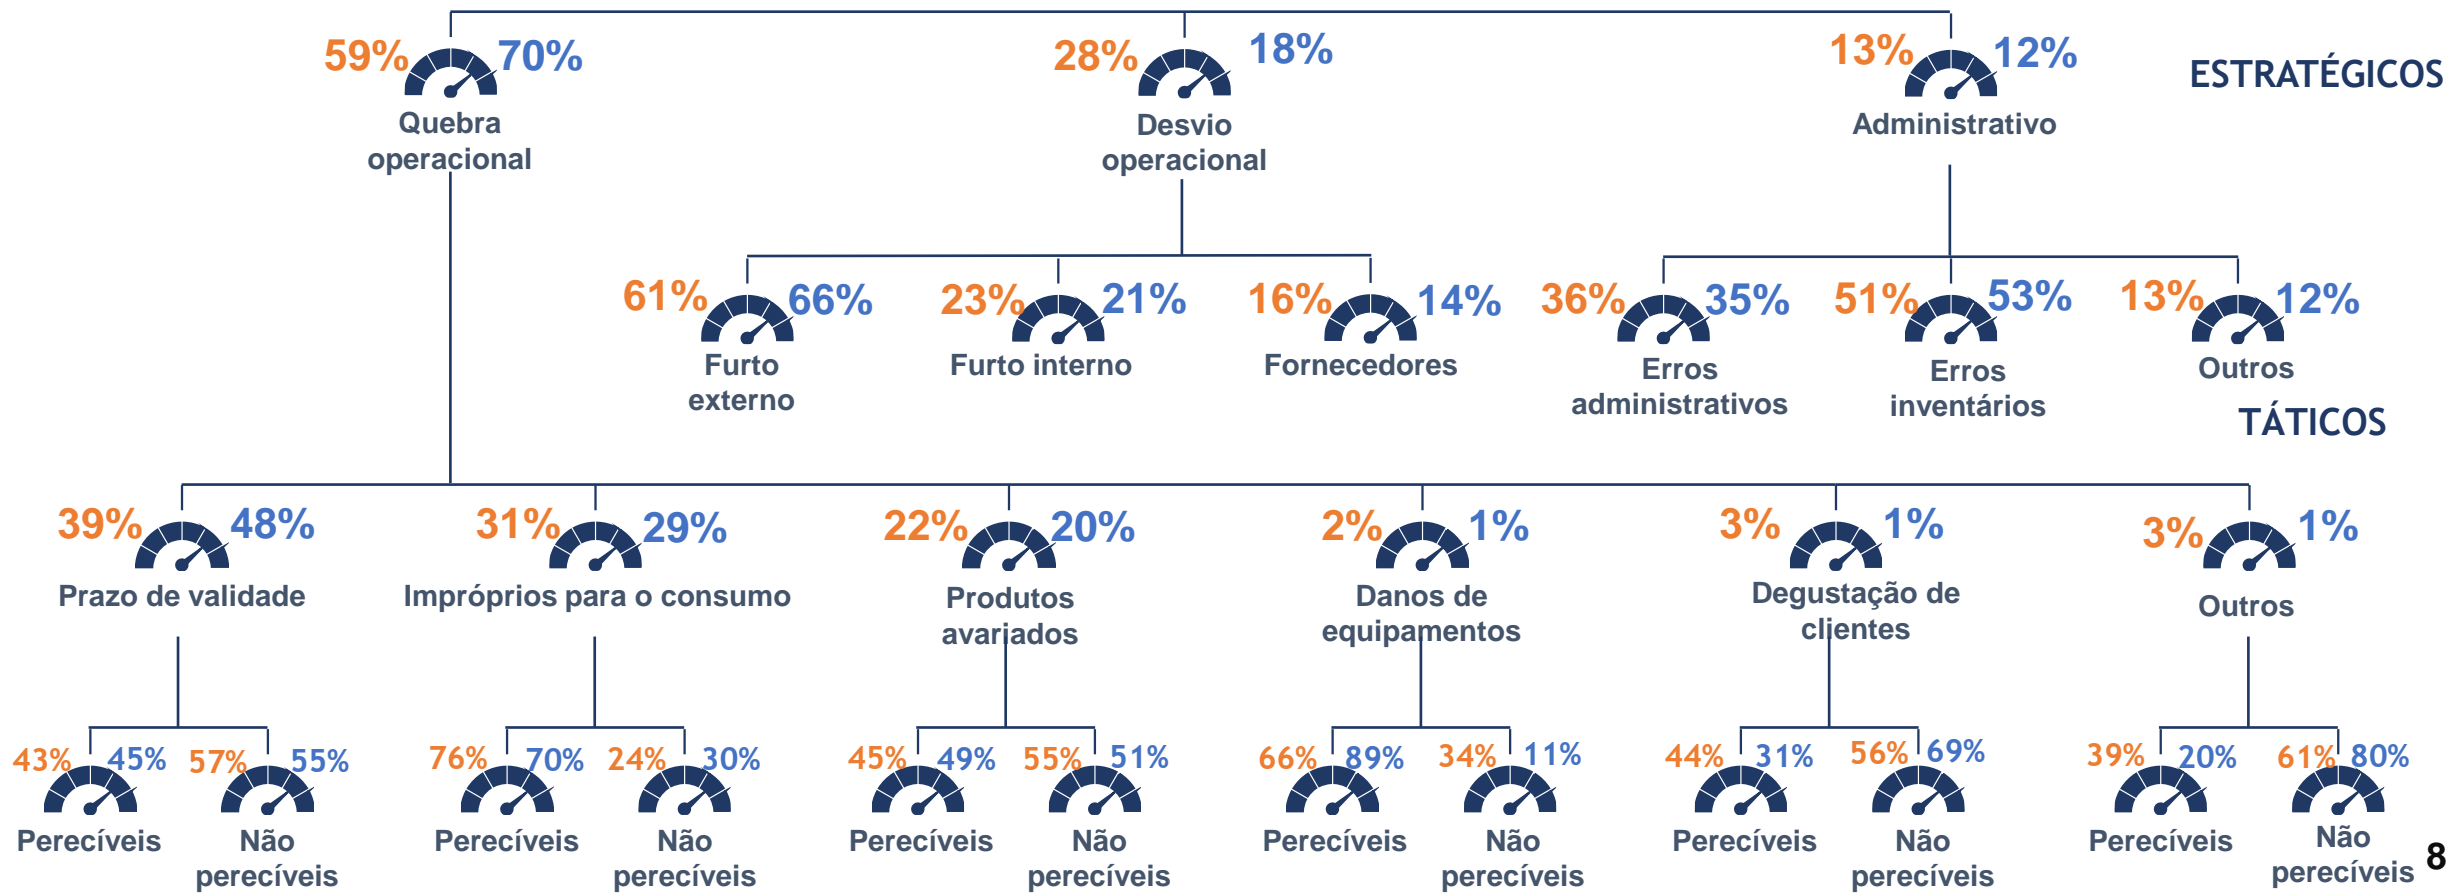 59% 70% 28% 18% 13% 12% ESTRATÉGICOS
Quebra
operacional
Desvio
operacional
Administrativo
61% 66% 23% 21% 16% 14% 36% 35% 51% 53% 13% 12%
Furto
externo
Furto interno
Fornecedores
Erros
administrativos
Erros
inventários
Outros
TÁTICOS
39% 48% 31% 29% 22% 20% 2% 1% 3% 1% 3% 1%
Prazo de validade
Impróprios para o consumo
Produtos
avariados
Danos de
equipamentos
Degustação de
clientes
Outros
43% 45% 57% 55% 76% 70% 24% 30% 45% 49% 55% 51% 66% 89% 34% 11% 44% 31% 56% 69% 39% 20% 61% 80%
Perecíveis
Não
perecíveis
Perecíveis
Não
perecíveis
Perecíveis
Não
perecíveis
Perecíveis
Não
perecíveis
Perecíveis
Não
perecíveis
Perecíveis
Não
perecíveis
8